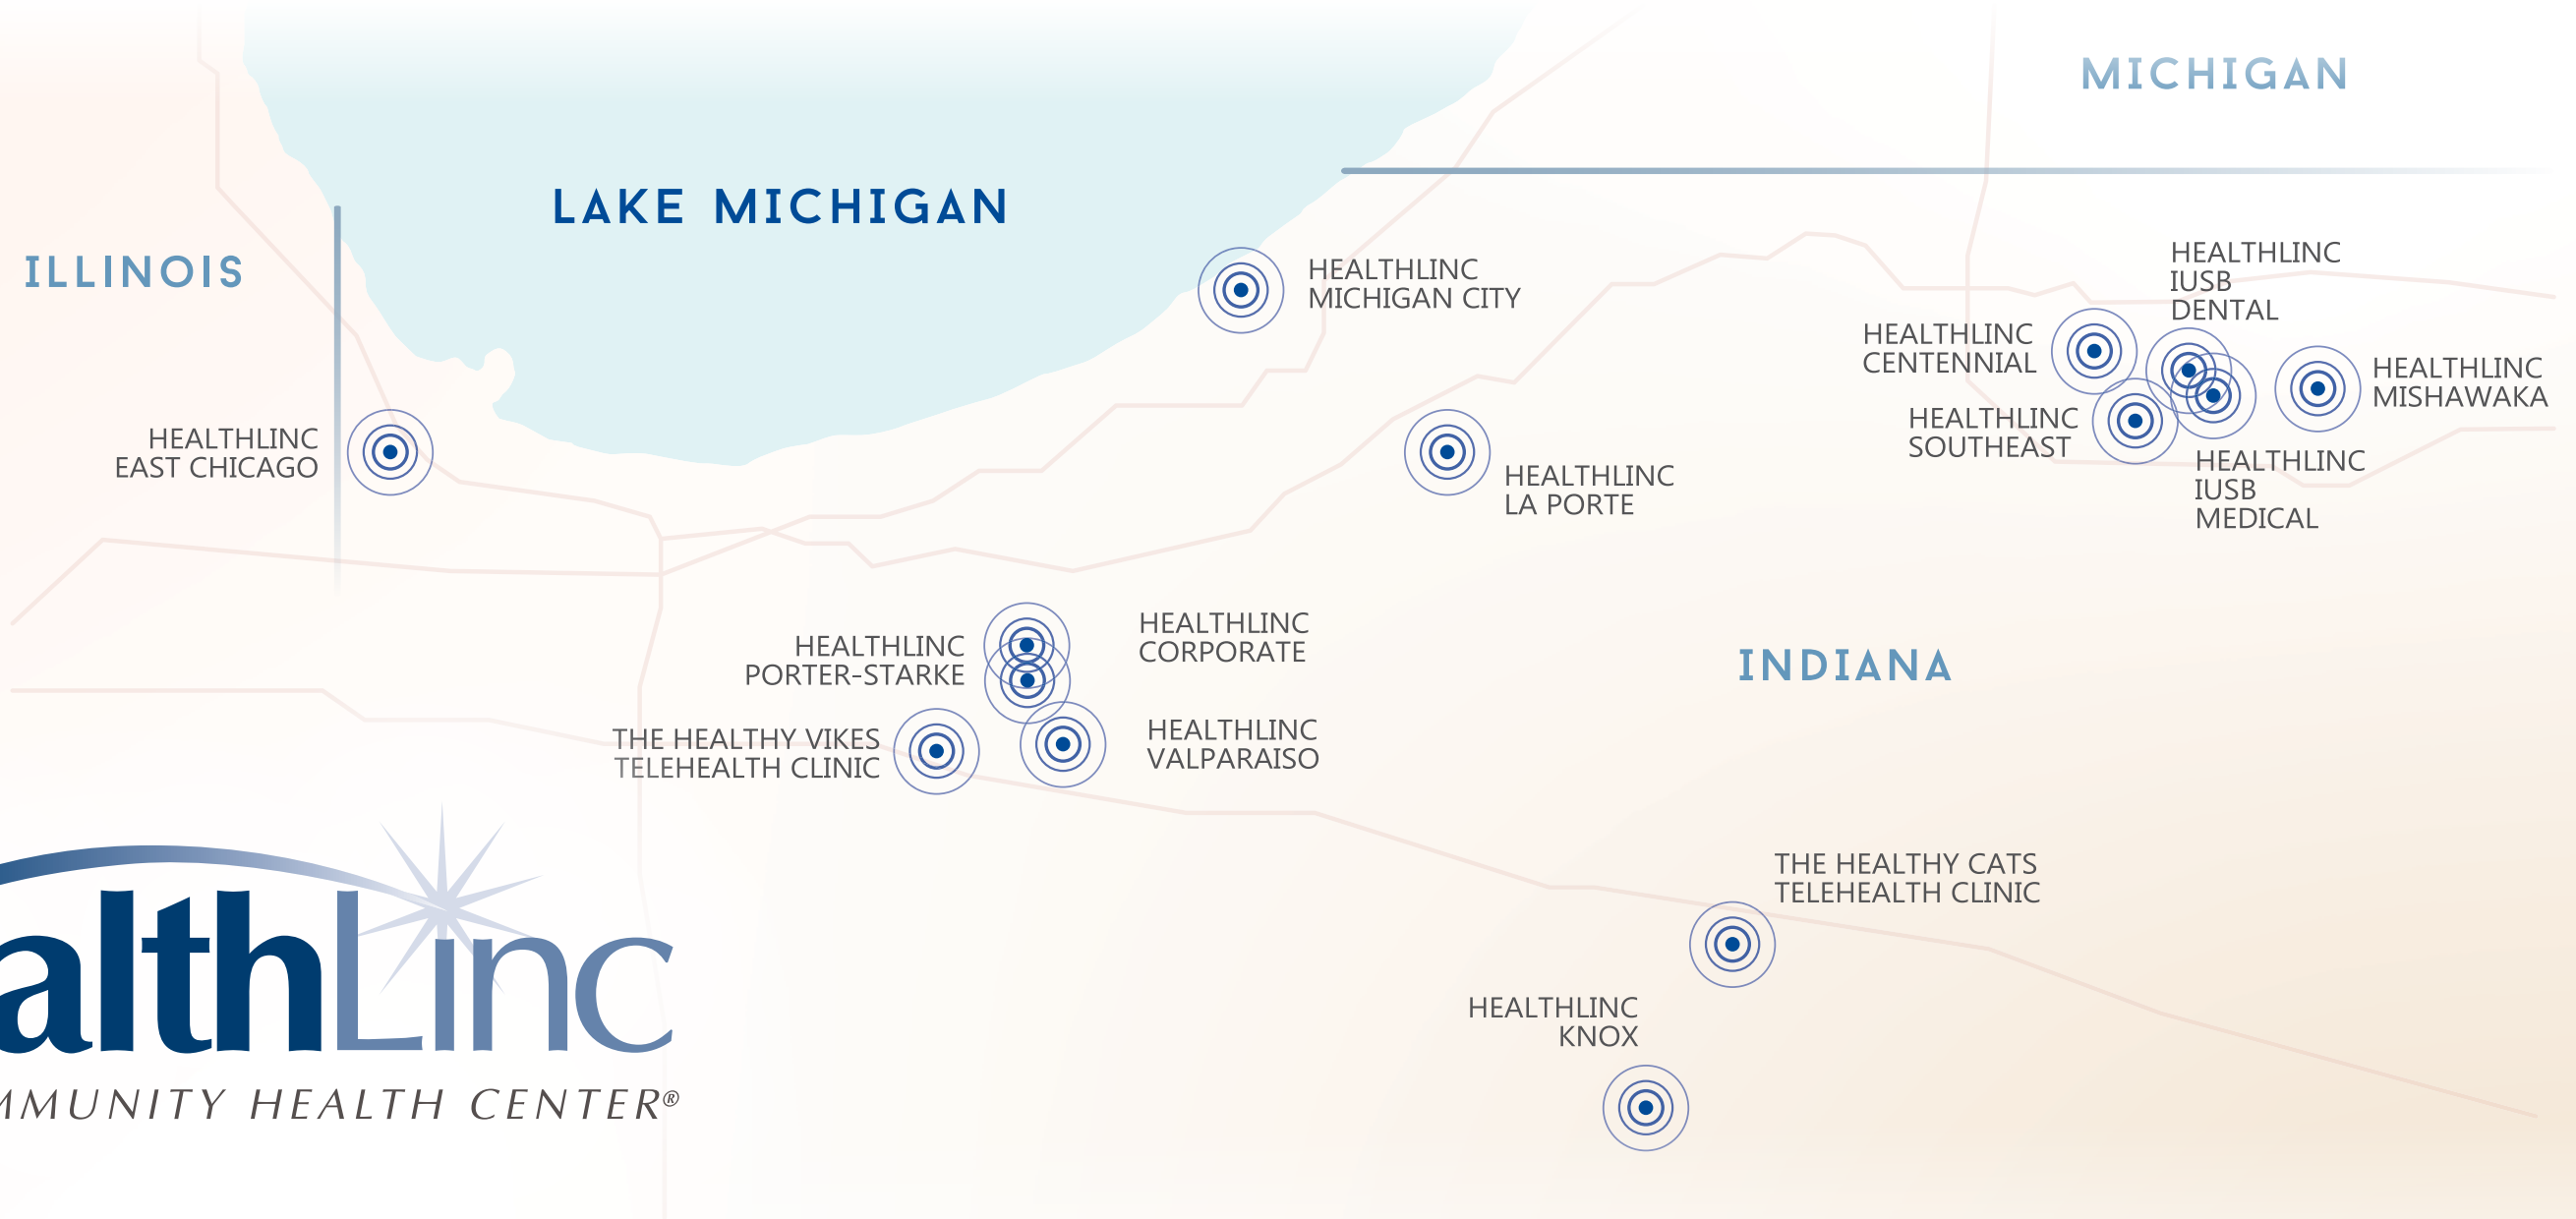 MICHIGAN
LAKE MICHIGAN
ILLINOIS
HEALTHLINC
MICHIGAN CITY
HEALTHLINC
IUSB
DENTAL
HEALTHLINC
CENTENNIAL
HEALTHLINC
MISHAWAKA
HEALTHLINC
SOUTHEAST
HEALTHLINC
IUSB
MEDICAL
HEALTHLINC
EAST CHICAGO
HEALTHLINC
LA PORTE
HEALTHLINC
PORTER-STARKE
HEALTHLINC
CORPORATE
INDIANA
THE HEALTHY VIKES
TELEHEALTH CLINIC
HEALTHLINC
VALPARAISO
THE HEALTHY CATS
TELEHEALTH CLINIC
HEALTHLINC
KNOX
althLinc
MMUNITY HEALTH CENTER®